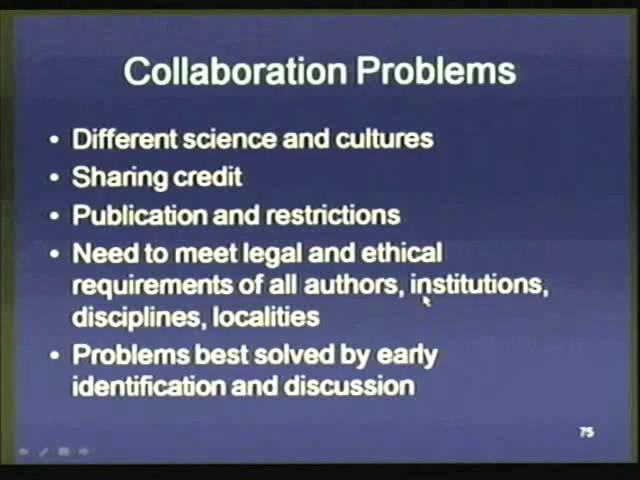 Collaboration Problems
• Different science and cultures
• Sharing credit
• Publication and restrictions
• Need to meet legal and ethical
requirements of all authors, institutions,
disciplines, localities
• Problems best solved by early
identification and discussion
75